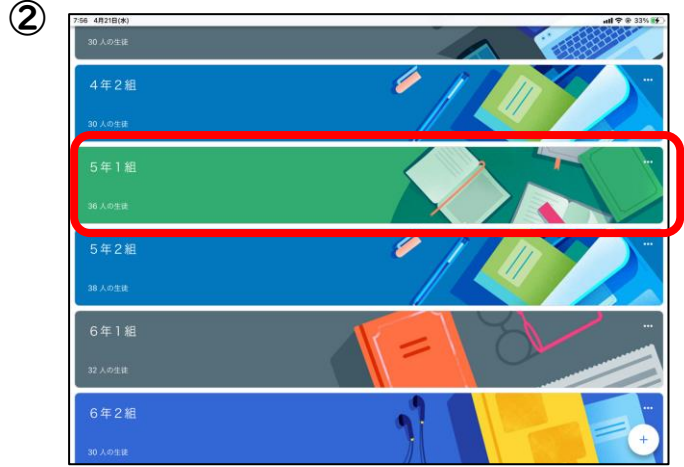 ②
7:56 4月21日(水)
33%
30 人の生徒
4年2組
30 人の生徒
5年1組
36 人の生徒
5年2組
38 人の生徒
6年1組
32 人の生徒
6年2組
30 人の生徒